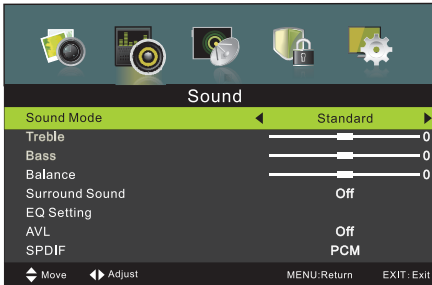 Sound
Sound Mode Standard
Treble 0
Bass 0
Balance 0
Surround Sound Off
EQ Setting
AVL Off
SPDIF PCM
Move Adjust MENU:Return EXIT:Exit